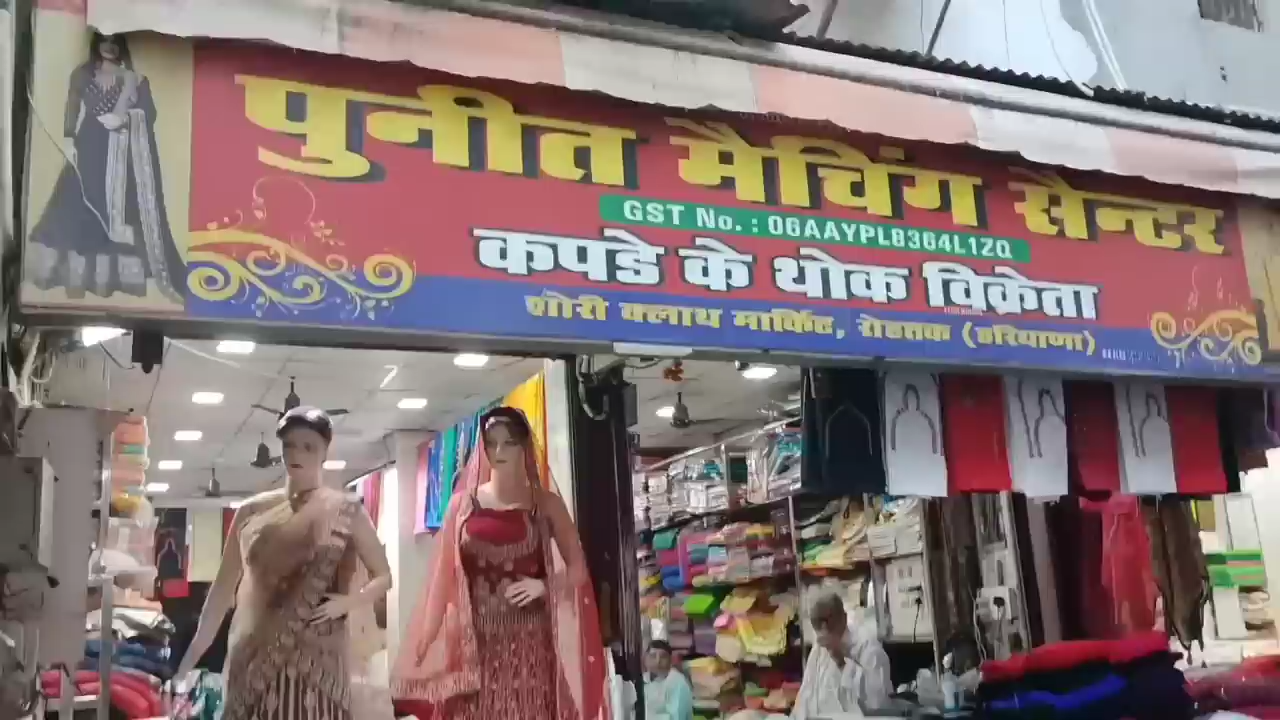 पुनीत मैचिंग सैन्टर
GST No. : 06AAYPL8364L1ZQ
कपडे के थोक विक्रेता
शोरी क्लाथ मार्किट, रोहतक (हरियाणा)